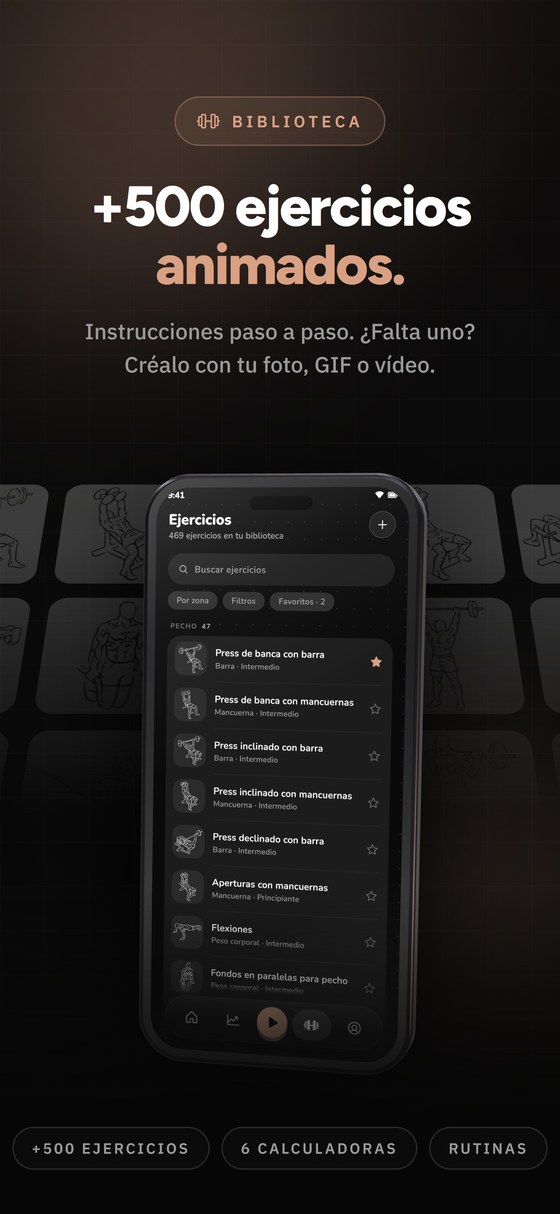 BIBLIOTECA
+500 ejercicios
animados.
Instrucciones paso a paso. ¿Falta uno?
Créalo con tu foto, GIF o vídeo.
9:41
Ejercicios
469 ejercicios en tu biblioteca
Buscar ejercicios
Por zona
Filtros
Favoritos · 2
PECHO 47
Press de banca con barra
Barra · Intermedio
Press de banca con mancuernas
Mancuerna · Intermedio
Press inclinado con barra
Barra · Intermedio
Press inclinado con mancuernas
Mancuerna · Intermedio
Press declinado con barra
Barra · Intermedio
Aperturas con mancuernas
Mancuerna · Principiante
Flexiones
Peso corporal · Intermedio
Fondos en paralelas para pecho
Peso corporal · Intermedio
+500 EJERCICIOS
6 CALCULADORAS
RUTINAS